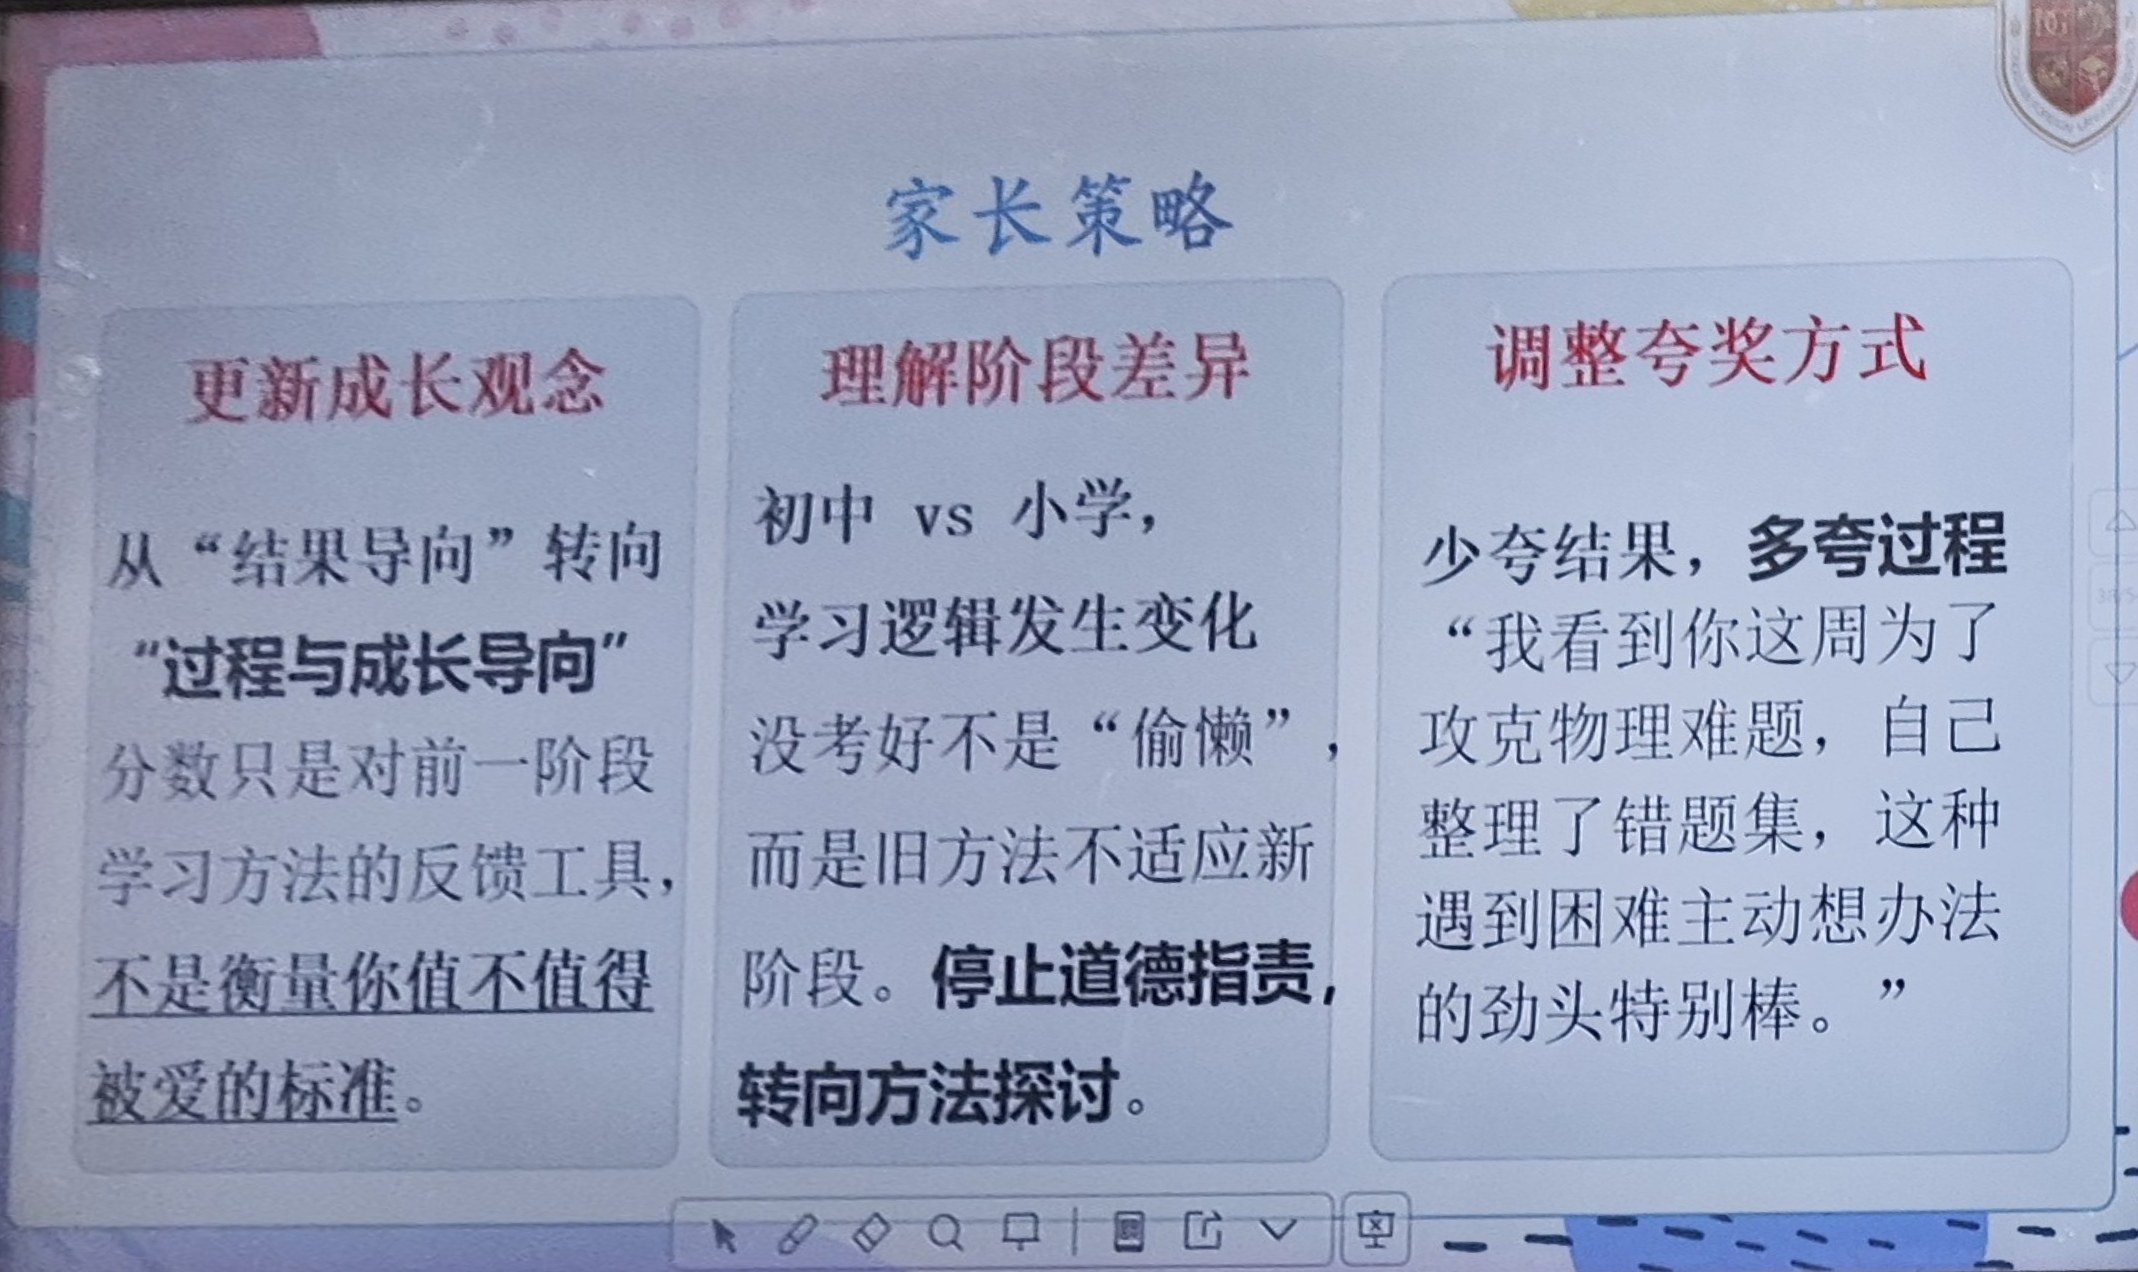 家长策略
更新成长观念
从“结果导向”转向
“过程与成长导向”
分数只是对前一阶段
学习方法的反馈工具，
不是衡量你值不值得
被爱的标准。
理解阶段差异
初中 vs 小学，
学习逻辑发生变化
没考好不是“偷懒”，
而是旧方法不适应新
阶段。停止道德指责，
转向方法探讨。
调整夸奖方式
少夸结果，多夸过程
“我看到你这周为了
攻克物理难题，自己
整理了错题集，这种
遇到困难主动想办法
的劲头特别棒。”